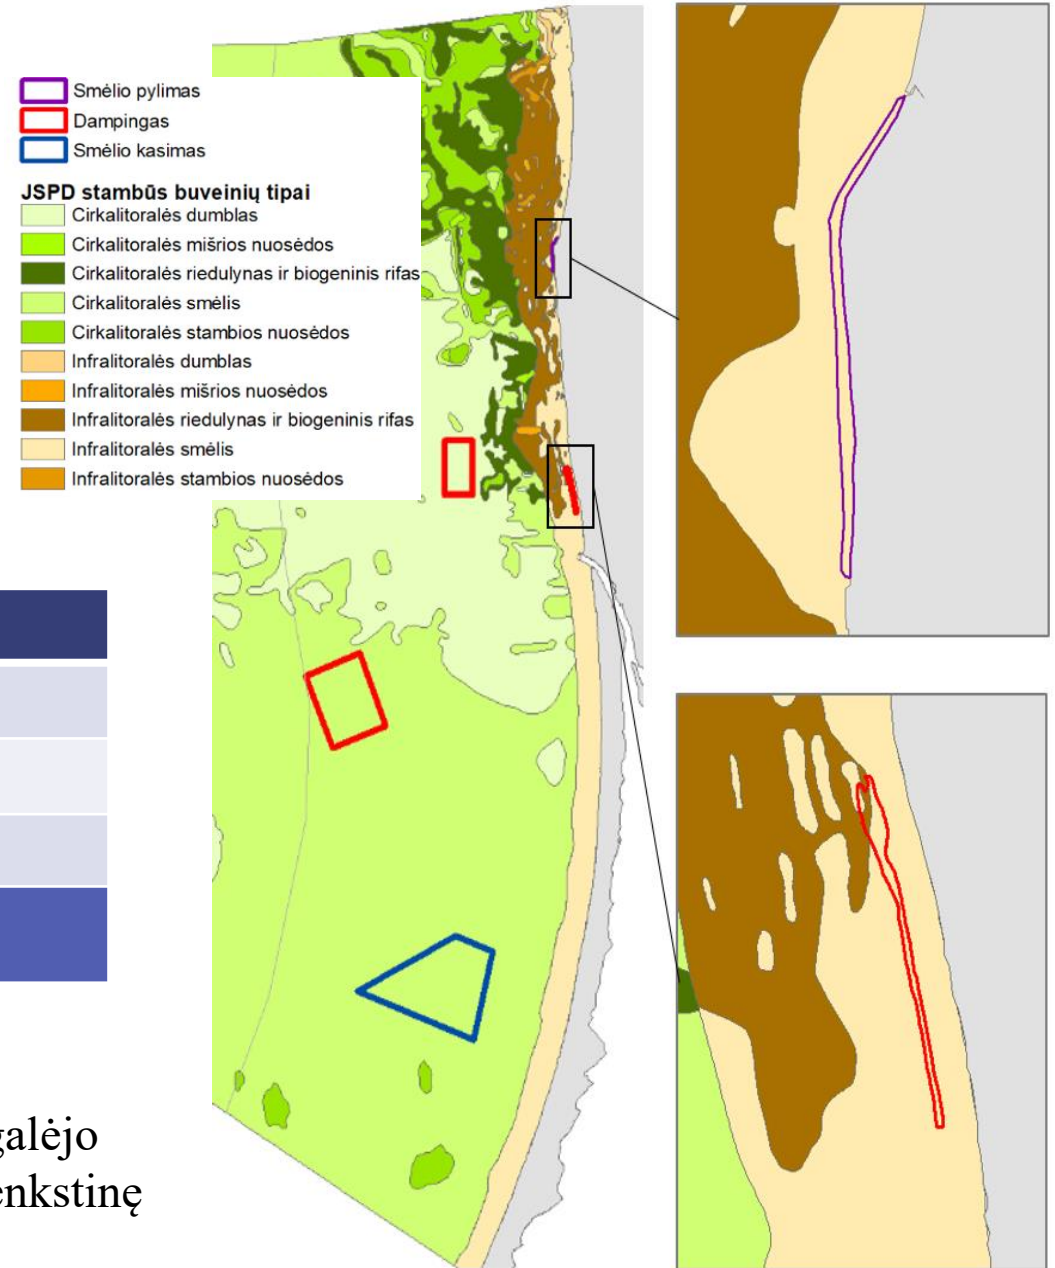 Smėlio pylimas
Dampingas
Smėlio kasimas
JSPD stambūs buveinių tipai
Cirkalitoralės dumblas
Cirkalitoralės mišrios nuosėdos
Cirkalitoralės riedulynas ir biogeninis rifas
Cirkalitoralės smėlis
Cirkalitoralės stambios nuosėdos
Infralitoralės dumblas
Infralitoralės mišrios nuosėdos
Infralitoralės riedulynas ir biogeninis rifas
Infralitoralės smėlis
Infralitoralės stambios nuosėdos
galėjo
enkstinę